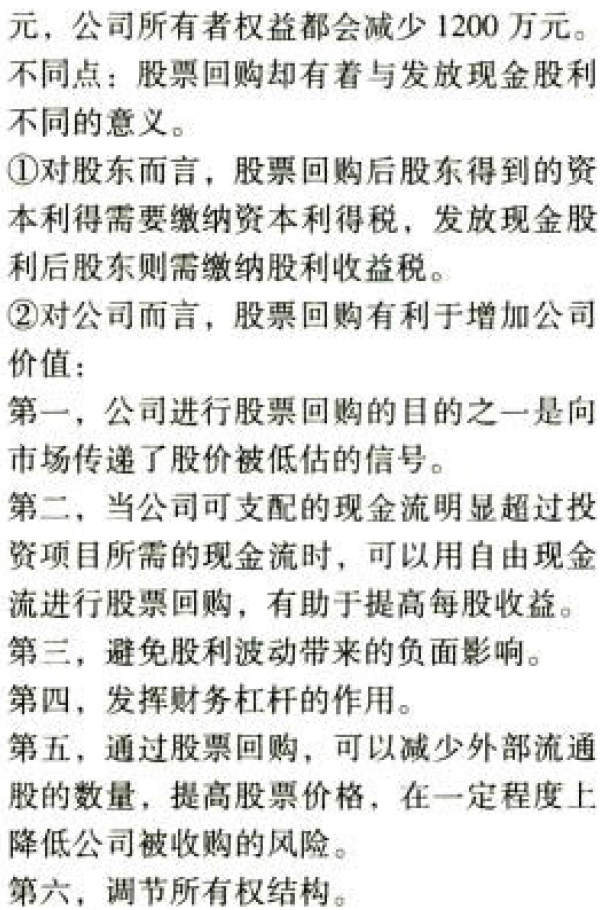 元，公司所有者权益都会减少 1200 万元。
不同点：股票回购却有着与发放现金股利
不同的意义。
①对股东而言，股票回购后股东得到的资
本利得需要缴纳资本利得税，发放现金股
利后股东则需缴纳股利收益税。
②对公司而言，股票回购有利于增加公司
价值：
第一，公司进行股票回购的目的之一是向
市场传递了股价被低估的信号。
第二，当公司可支配的现金流明显超过投
资项目所需的现金流时，可以用自由现金
流进行股票回购，有助于提高每股收益。
第三，避免股利波动带来的负面影响。
第四，发挥财务杠杆的作用。
第五，通过股票回购，可以减少外部流通
股的数量，提高股票价格，在一定程度上
降低公司被收购的风险。
第六，调节所有权结构。